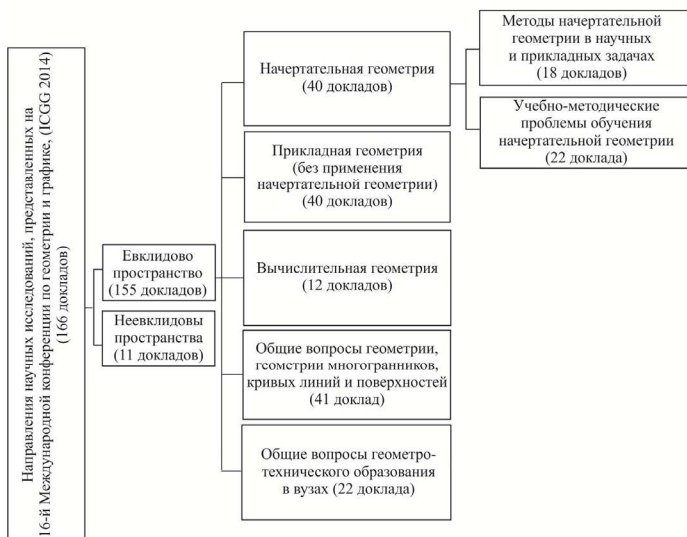 Направления научных исследований, представленных на
16-й Международной конференции по геометрии и графике, (ICGG 2014)
(166 докладов)
Евклидово
пространство
(155 докладов)
Неевклидовы
пространства
(11 докладов)
Начертательная геометрия
(40 докладов)
Методы начертательной
геометрии в научных
и прикладных задачах
(18 докладов)
Учебно-методические
проблемы обучения
начертательной геометрии
(22 доклада)
Прикладная геометрия
(без применения
начертательной геометрии)
(40 докладов)
Вычислительная геометрия
(12 докладов)
Общие вопросы геометрии,
геометрии многогранников,
кривых линий и поверхностей
(41 доклад)
Общие вопросы геометро-
технического образования
в вузах (22 доклада)